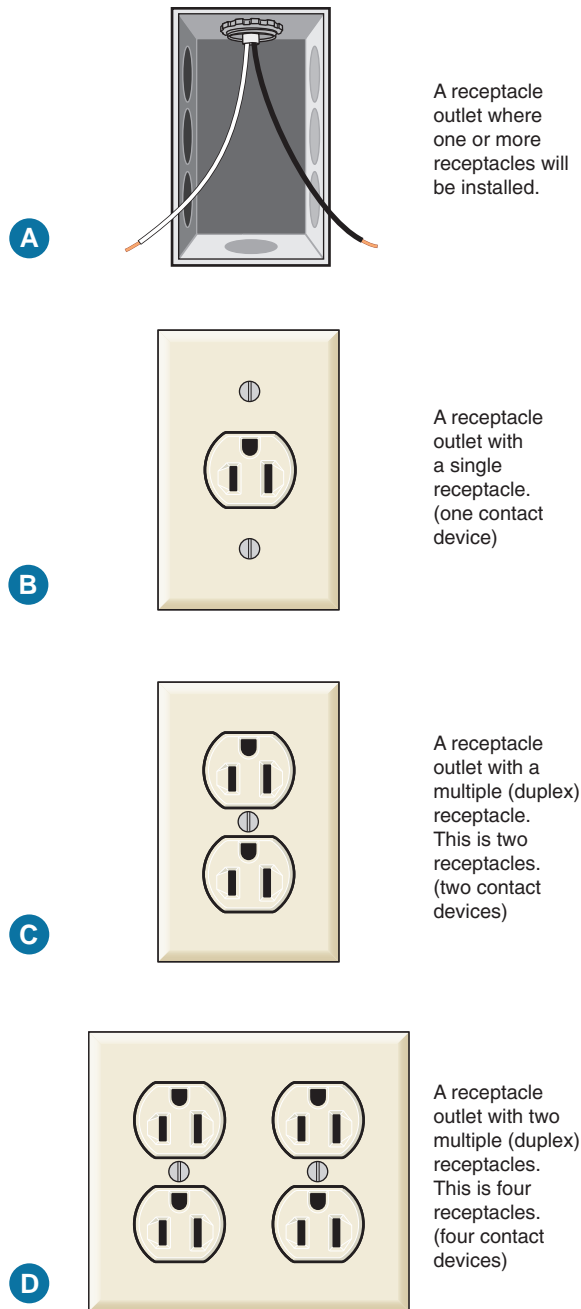 A receptacle
outlet where
one or more
receptacles will
be installed.
A
A receptacle
outlet with
a single
receptacle.
(one contact
device)
B
A receptacle
outlet with a
multiple (duplex)
receptacle.
This is two
receptacles.
(two contact
devices)
C
A receptacle
outlet with two
multiple (duplex)
receptacles.
This is four
receptacles.
(four contact
devices)
D